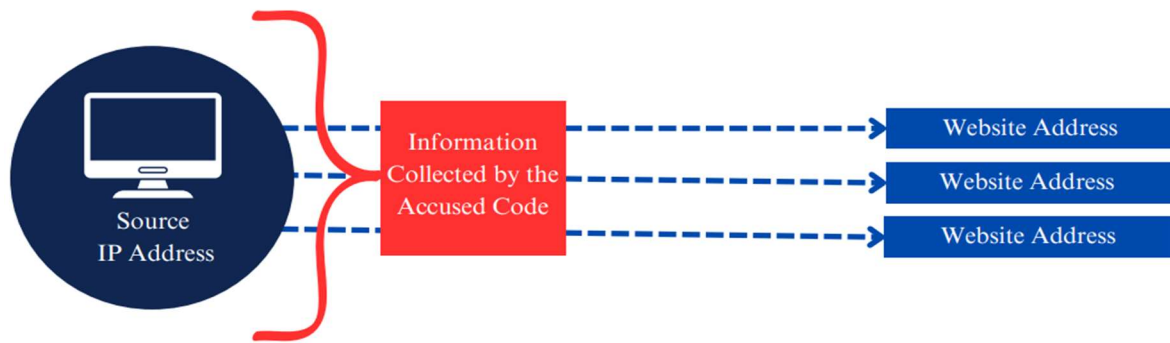 Source
IP Address
Information
Collected by the
Accused Code
Website Address
Website Address
Website Address